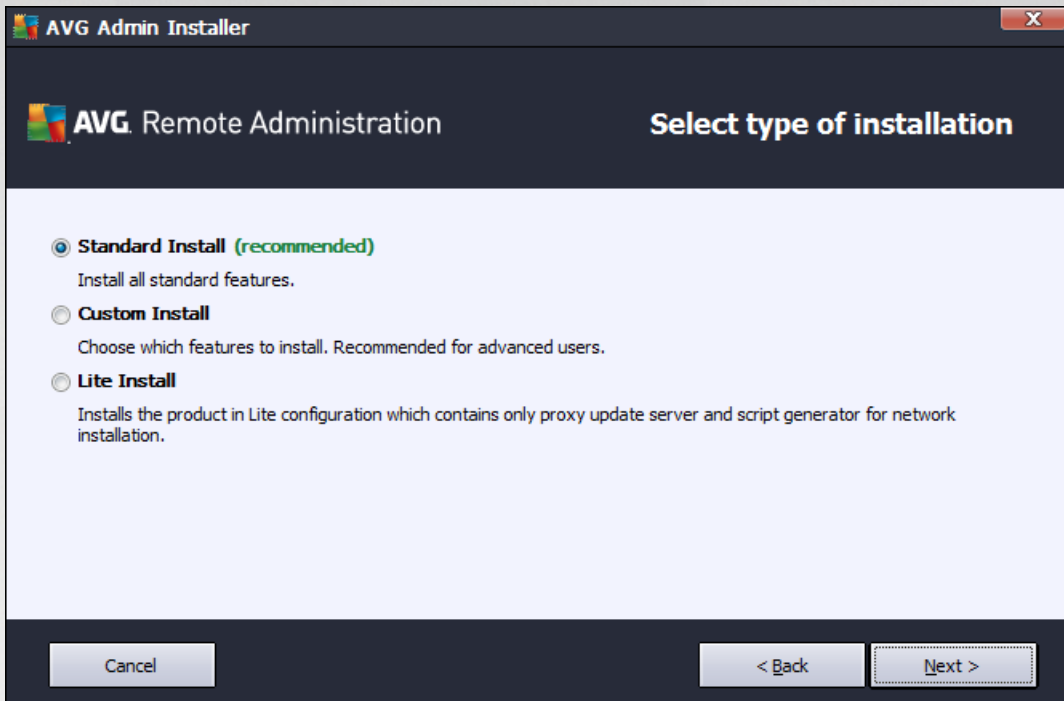 AVG Admin Installer
X
AVG. Remote Administration
Select type of installation
Standard Install (recommended)
Install all standard features.
Custom Install
Choose which features to install. Recommended for advanced users.
Lite Install
Installs the product in Lite configuration which contains only proxy update server and script generator for network
installation.
Cancel
< Back
Next >